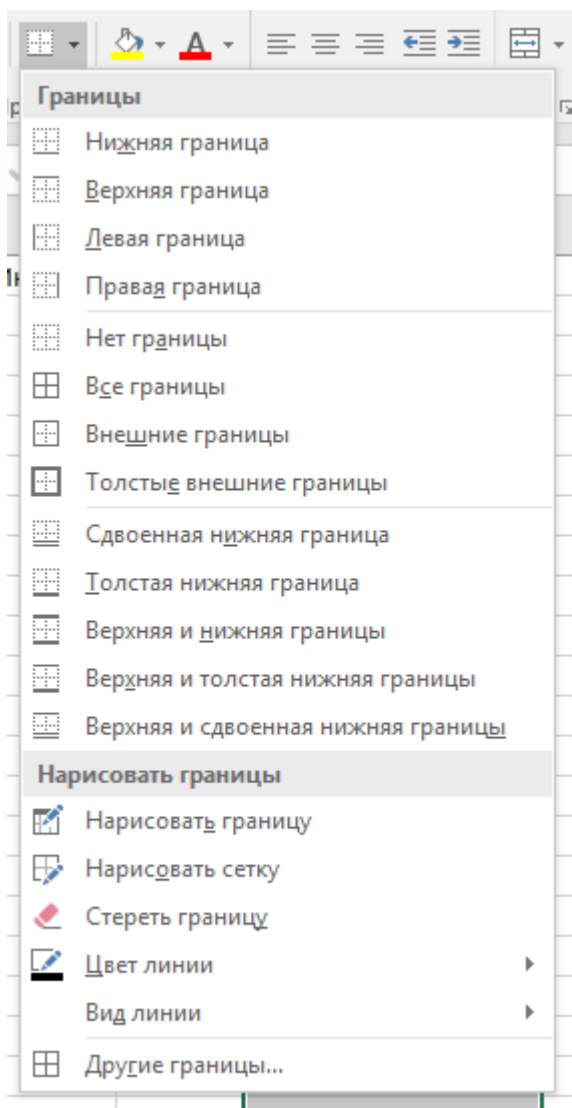 А
Границы
Нижняя граница
Верхняя граница
Левая граница
Правая граница
Нет границы
Все границы
Внешние границы
Толстые внешние границы
Сдвоенная нижняя граница
Толстая нижняя граница
Верхняя и нижняя границы
Верхняя и толстая нижняя границы
Верхняя и сдвоенная нижняя границы
Нарисовать границы
Нарисовать границу
Нарисовать сетку
Стереть границу
Цвет линии
Вид линии
Другие границы...